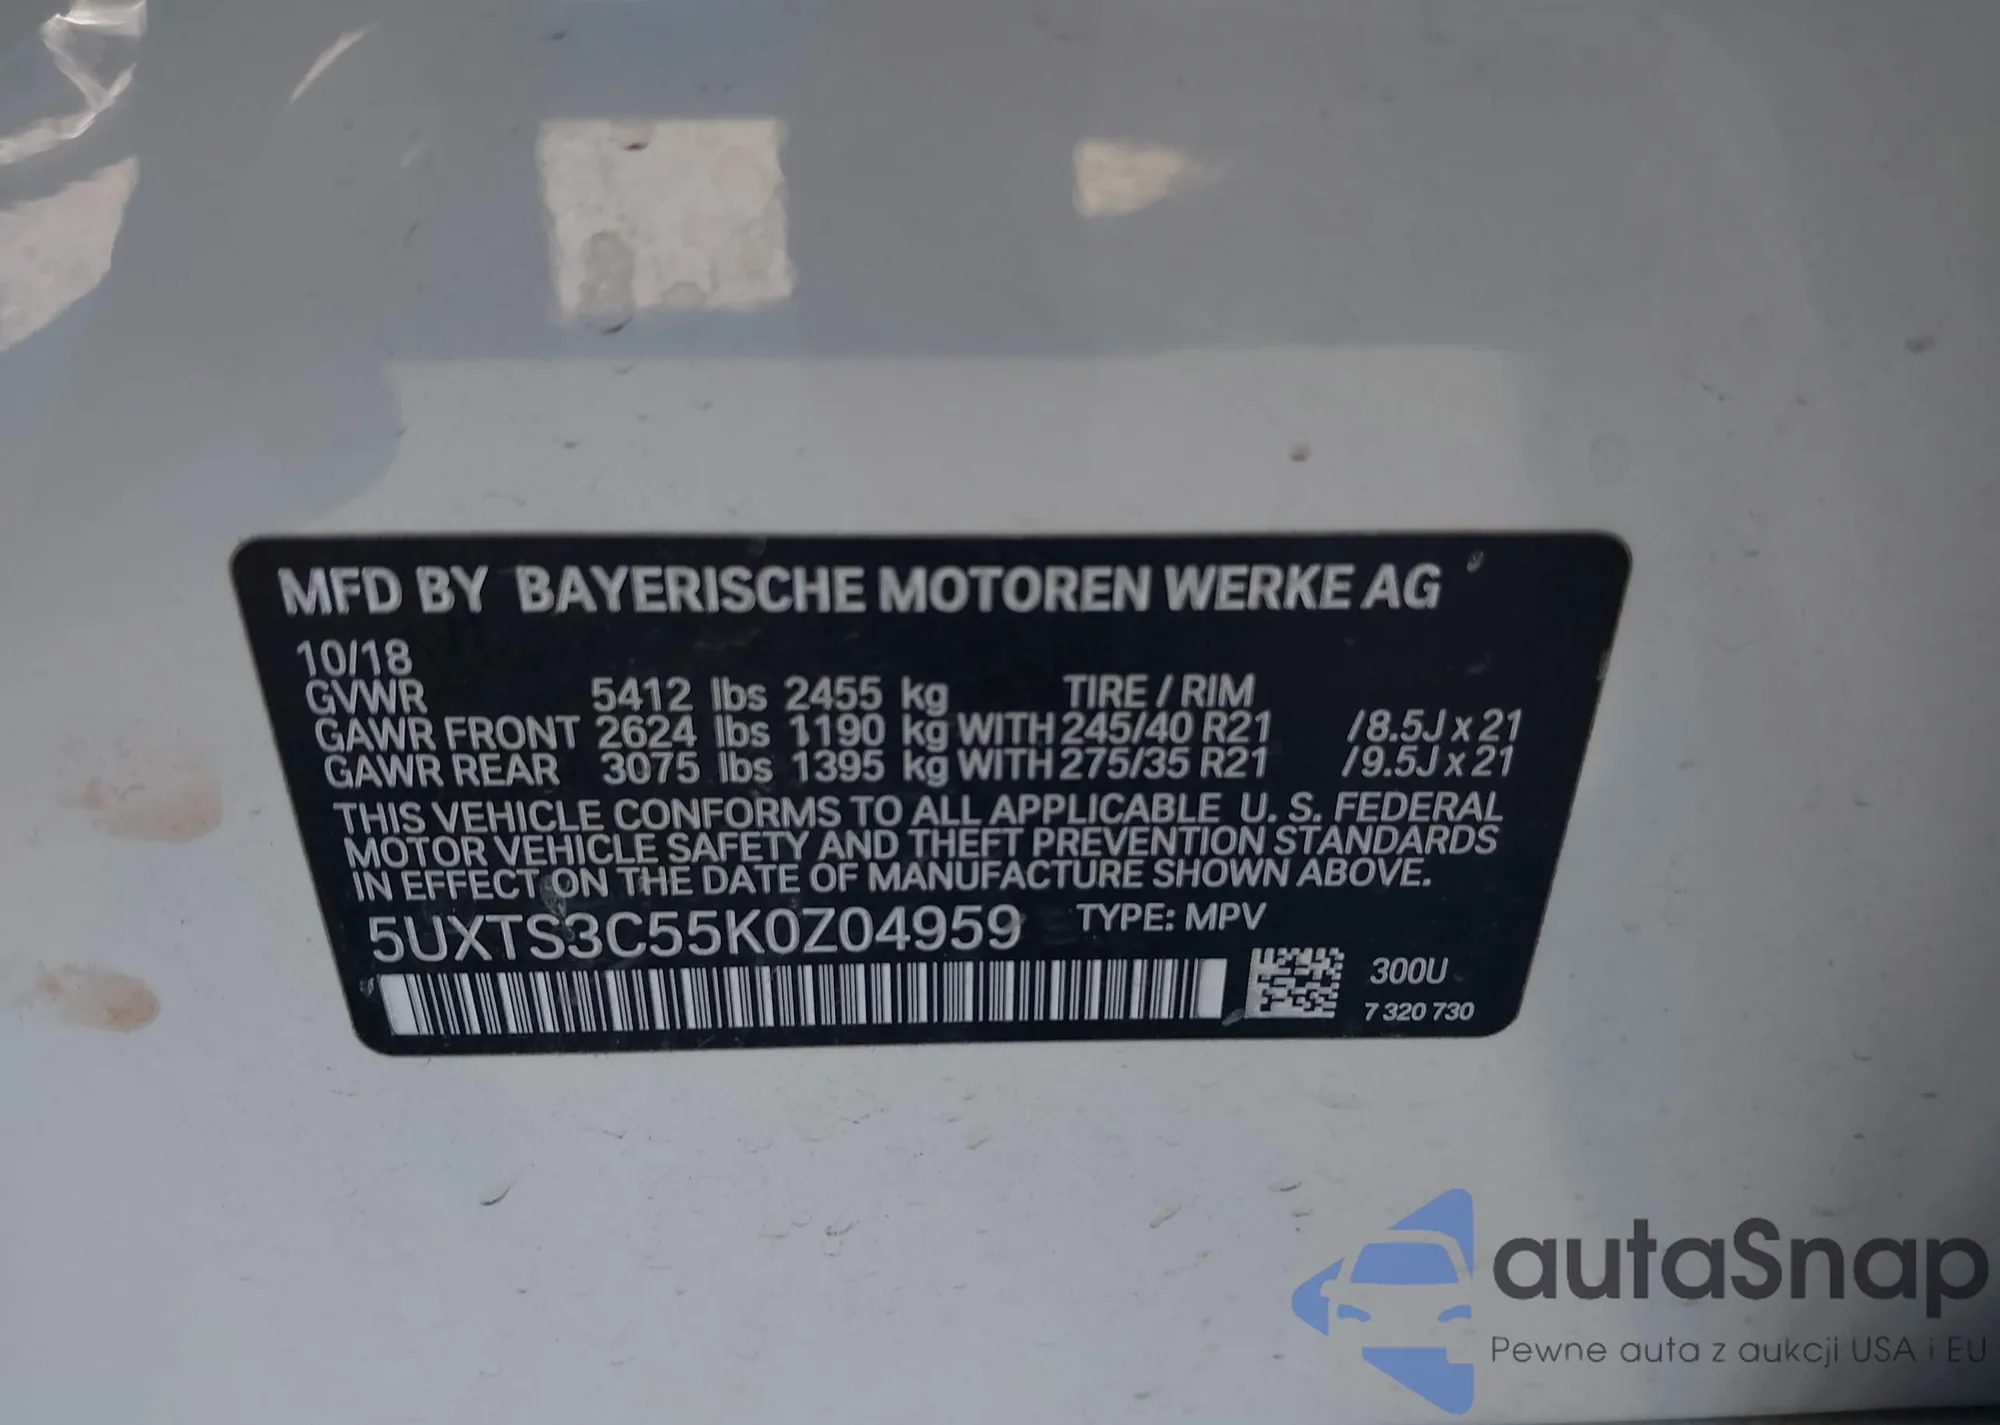 MFD BY BAYERISCHE MOTOREN WERKE AG
10/18
GVWR 5412 lbs 2455 kg TIRE / RIM
GAWR FRONT 2624 lbs 1190 kg WITH 245/40 R21 /8.5J x 21
GAWR REAR 3075 lbs 1395 kg WITH 275/35 R21 /9.5J x 21
THIS VEHICLE CONFORMS TO ALL APPLICABLE U. S. FEDERAL
MOTOR VEHICLE SAFETY AND THEFT PREVENTION STANDARDS
IN EFFECT ON THE DATE OF MANUFACTURE SHOWN ABOVE.
5UXTS3C55K0Z04959 TYPE: MPV
300U
7 320 730
autaSnap
Pewne auta z aukcji USA i EU